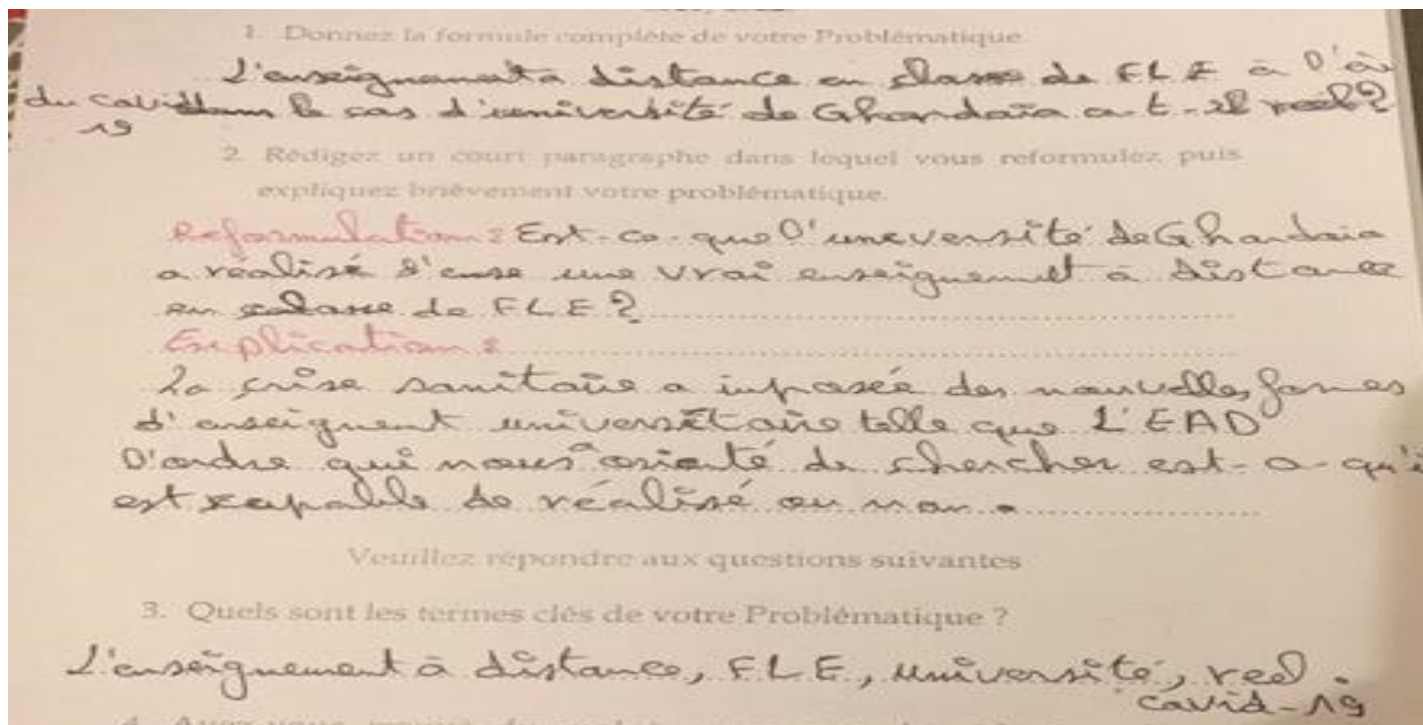 1. Donnez la formule complète de votre Problématique
L'enseignement à distance en classe de FLE à l'
du covid dans le cas d'université de Ghardaïa a-t-il réel?
19
2. Rédigez un court paragraphe dans lequel vous reformulez puis
expliquez brièvement votre problématique.
Reformulation: Est-ce-que l'uneversité de Ghardaia
a réalisé une vrai enseignemet à distance
en classe de FLE?
Explication:
La crise sanitaire a imposée des nouvelles formes
d'enseignent universitaire telle que L'EAD
D'ordre qui nous orienté de chercher est-ce-qu'i
est capable de réalisé ou non.
Veuillez répondre aux questions suivantes
3. Quels sont les termes clés de votre Problématique ?
L'enseignement à distance, FLE, université, reel.
covid-19